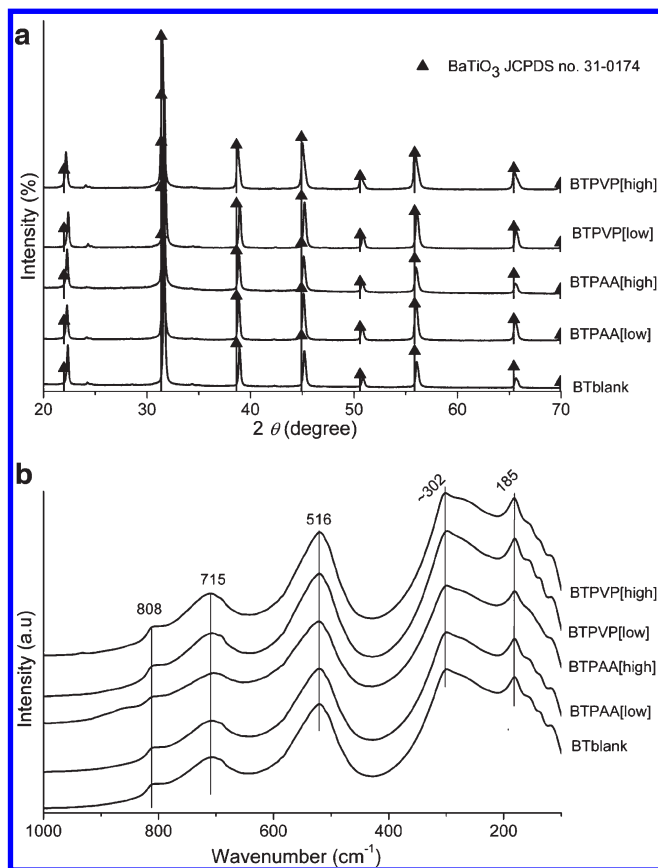 a
▲ BaTiO3 JCPDS no. 31-0174
Intensity (%)
BTPVP[high]
BTPVP[low]
BTPAA[high]
BTPAA[low]
BTblank
20 30 40 50 60 70
2 θ (degree)
b
808
715
516
~302
185
Intensity (a.u)
BTPVP[high]
BTPVP[low]
BTPAA[high]
BTPAA[low]
BTblank
1000 800 600 400 200
Wavenumber (cm-1)